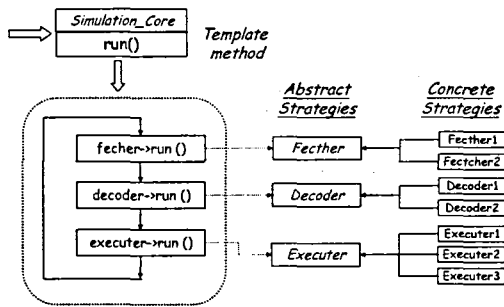 Simulation_Core
run()
Template
method
Abstract
Strategies
Concrete
Strategies
fecher->run ()
Fecther
Fecther1
Fectcher2
decoder->run ()
Decoder
Decoder1
Decoder2
executer->run ()
Executer
Executer1
Executer2
Executer3